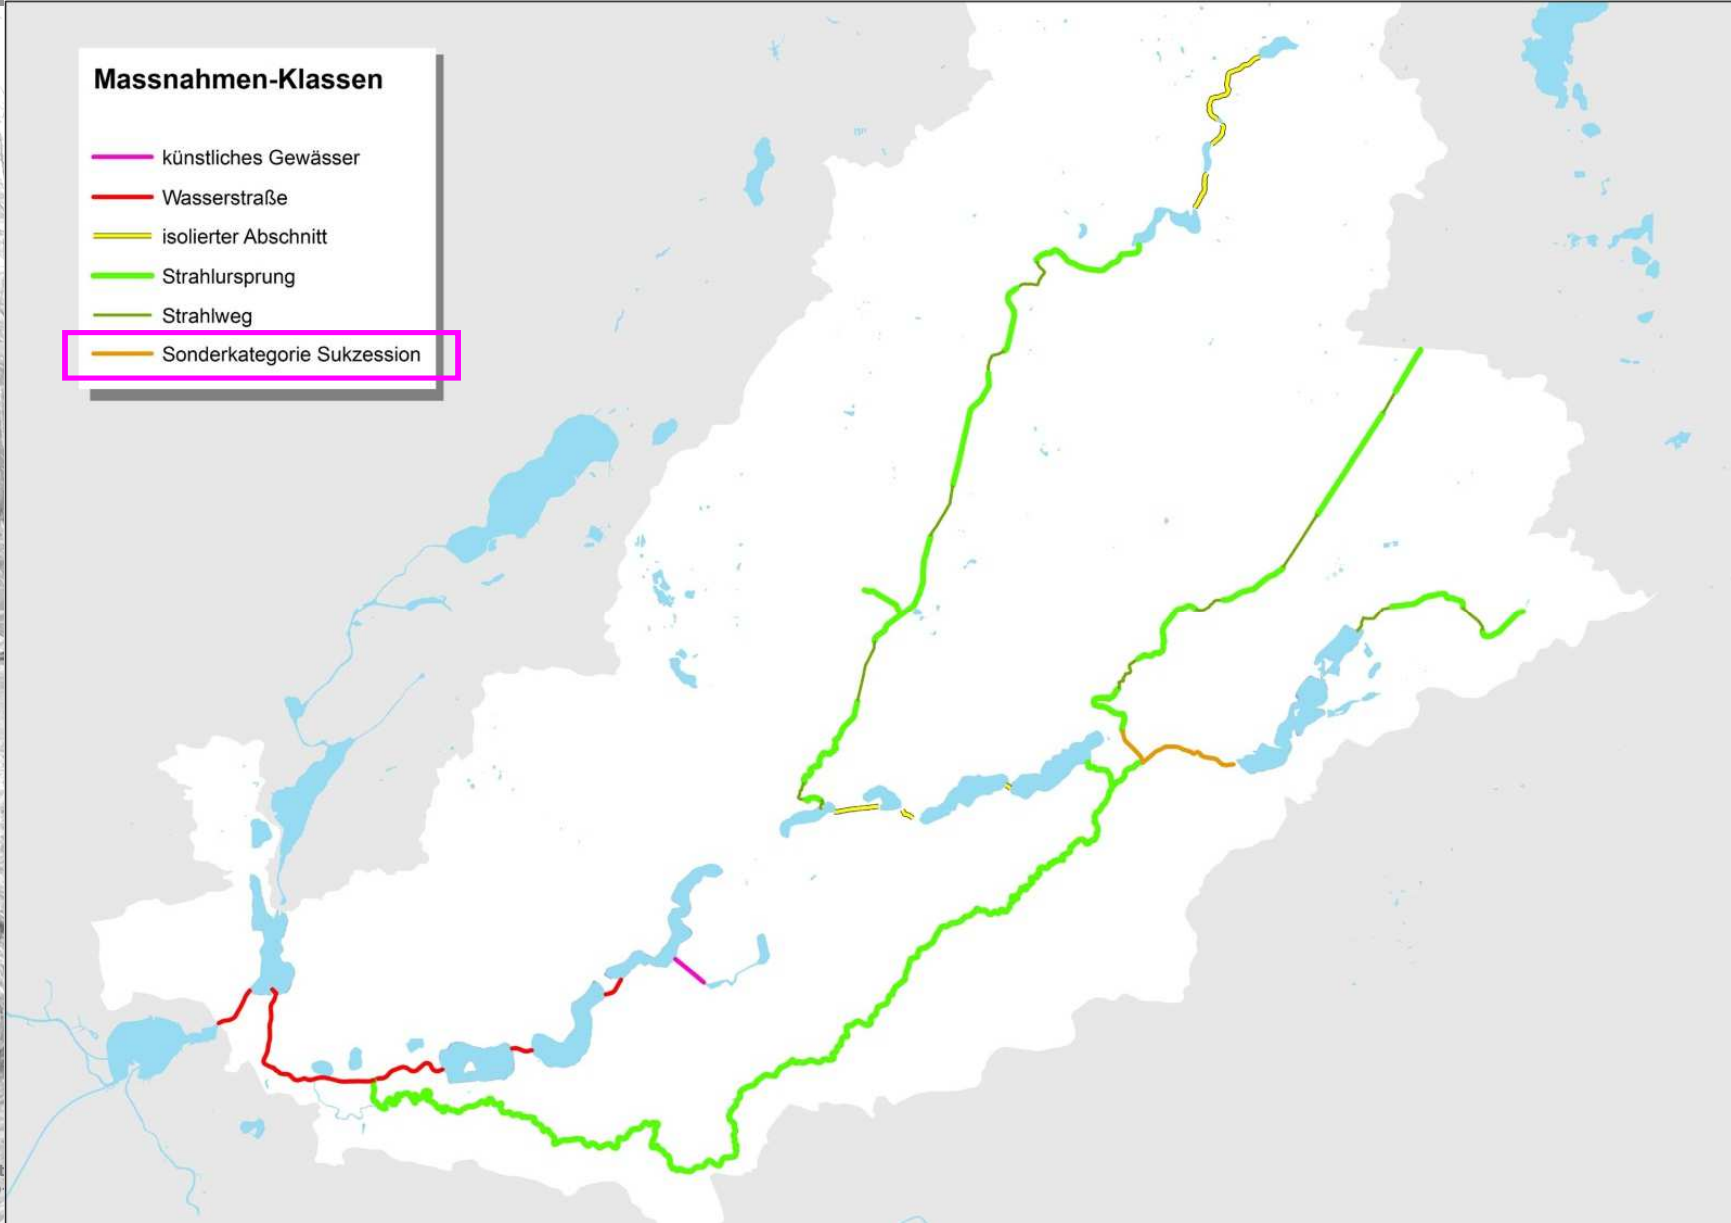 Massnahmen-Klassen
künstliches Gewässer
Wasserstraße
isolierter Abschnitt
Strahlursprung
Strahlweg
Sonderkategorie Sukzession